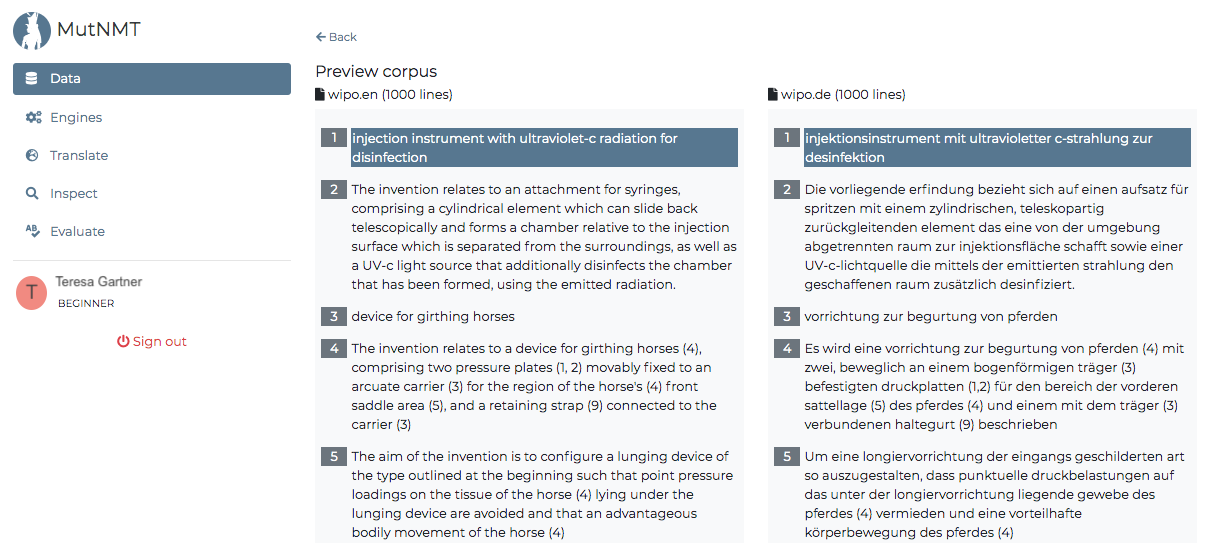 MutNMT
Data
Engines
Translate
Inspect
Evaluate
T
Teresa Gartner
BEGINNER
Sign out
Back
Preview corpus
wipo.en (1000 lines)
1
injection instrument with ultraviolet-c radiation for
disinfection
2
The invention relates to an attachment for syringes,
comprising a cylindrical element which can slide back
telescopically and forms a chamber relative to the injection
surface which is separated from the surroundings, as well as
a UV-c light source that additionally disinfects the chamber
that has been formed, using the emitted radiation.
3
device for girthing horses
4
The invention relates to a device for girthing horses (4),
comprising two pressure plates (1, 2) movably fixed to an
arcuate carrier (3) for the region of the horse's (4) front
saddle area (5), and a retaining strap (9) connected to the
carrier (3)
5
The aim of the invention is to configure a lunging device of
the type outlined at the beginning such that point pressure
loadings on the tissue of the horse (4) lying under the
lunging device are avoided and that an advantageous
bodily movement of the horse (4)
wipo.de (1000 lines)
1
injektionsinstrument mit ultravioletter c-strahlung zur
desinfektion
2
Die vorliegende erfindung bezieht sich auf einen aufsatz für
spritzen mit einem zylindrischen, teleskopartig
zurückgleitenden element das eine von der umgebung
abgetrennten raum zur injektionsfläche schafft sowie einer
UV-c-lichtquelle die mittels der emittierten strahlung den
geschaffenen raum zusätzlich desinfiziert.
3
vorrichtung zur begurtung von pferden
4
Es wird eine vorrichtung zur begurtung von pferden (4) mit
zwei, beweglich an einem bogenförmigen träger (3)
befestigten druckplatten (1,2) für den bereich der vorderen
sattellage (5) des pferdes (4) und einem mit dem träger (3)
verbundenen haltegurt (9) beschrieben
5
Um eine longiervorrichtung der eingangs geschilderten art
so auszugestalten, dass punktuelle druckbelastungen auf
das unter der longiervorrichtung liegende gewebe des
pferdes (4) vermieden und eine vorteilhafte
körperbewegung des pferdes (4)